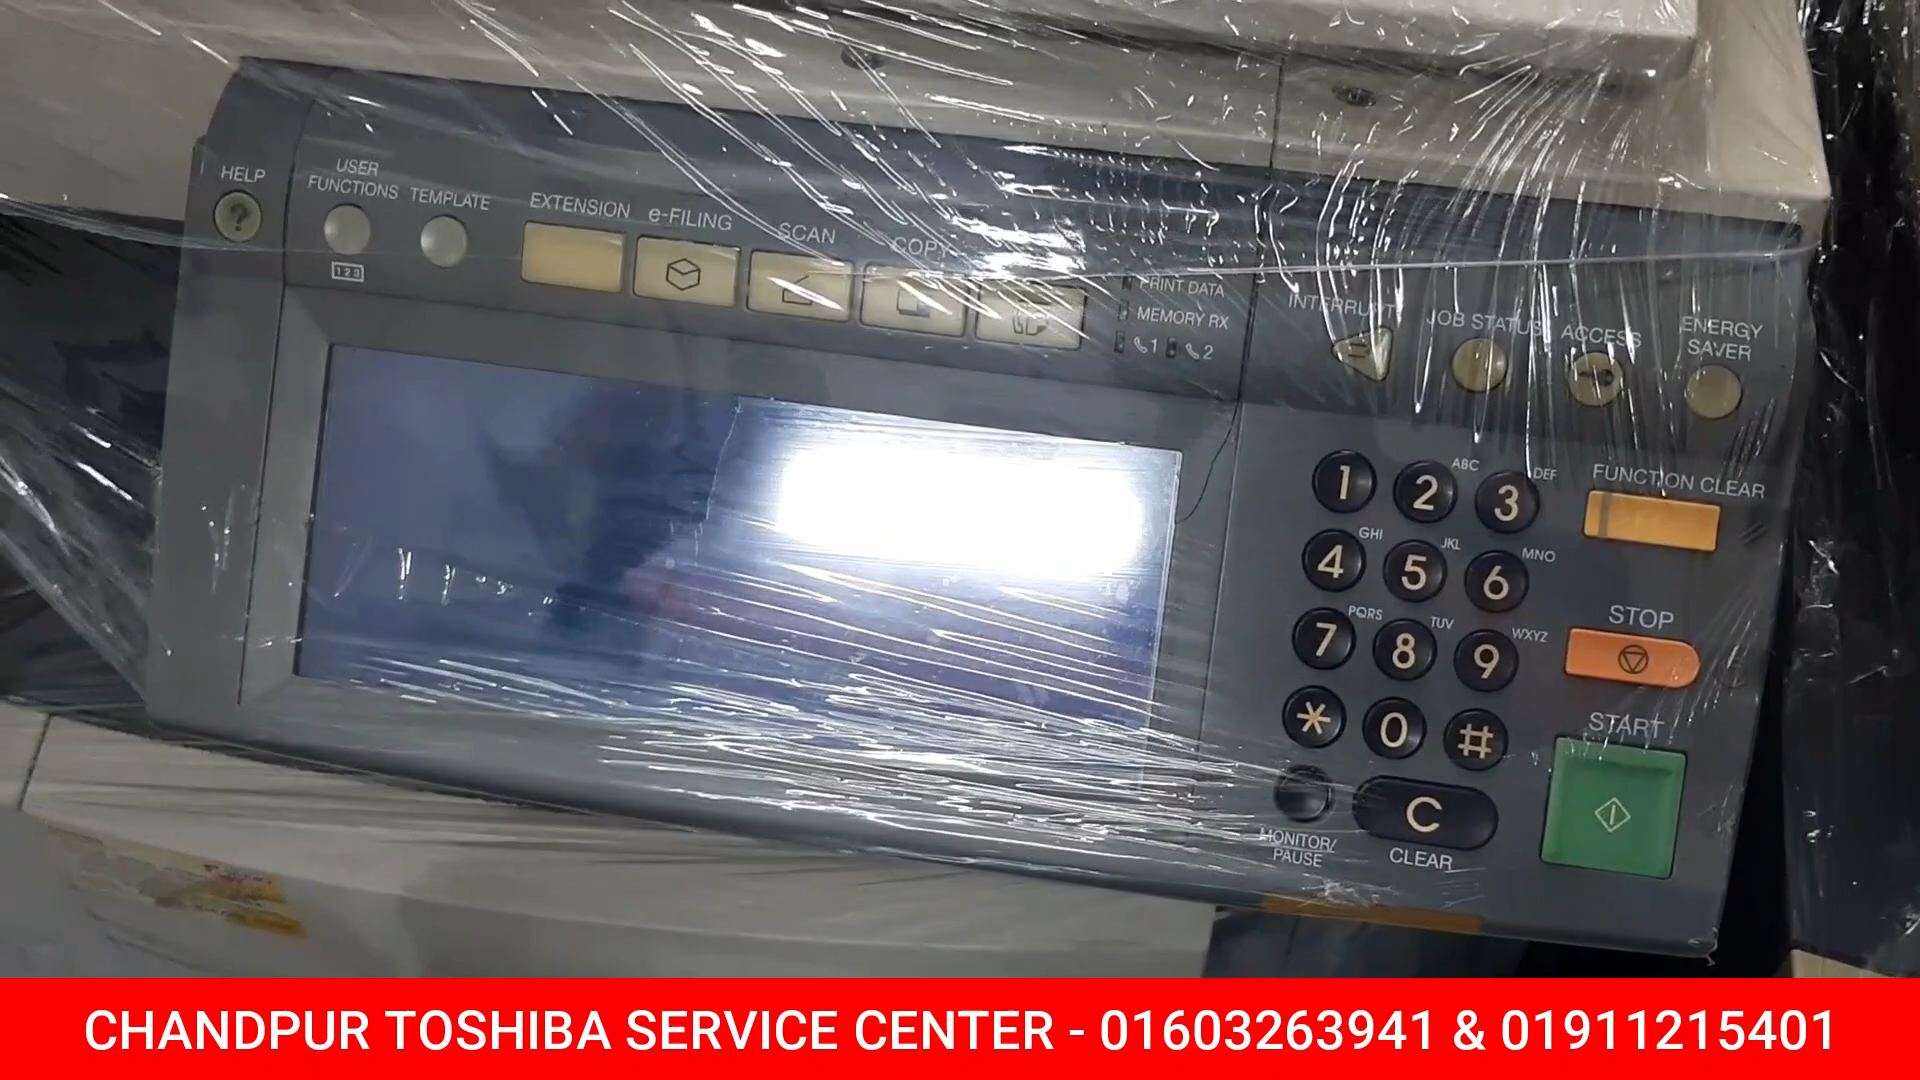 HELP
USER
FUNCTIONS
TEMPLATE
EXTENSION
e-FILING
SCAN
COPY
123
PRINT DATA
MEMORY RX
1
2
INTERRUPT
JOB STATUS
ACCESS
ENERGY
SAVER
1 2 ABC 3 DEF
4 GHI 5 JKL 6 MNO
7 PQRS 8 TUV 9 WXYZ
* 0 #
FUNCTION CLEAR
STOP
START
MONITOR/
PAUSE
C
CLEAR
CHANDPUR TOSHIBA SERVICE CENTER - 01603263941 & 01911215401